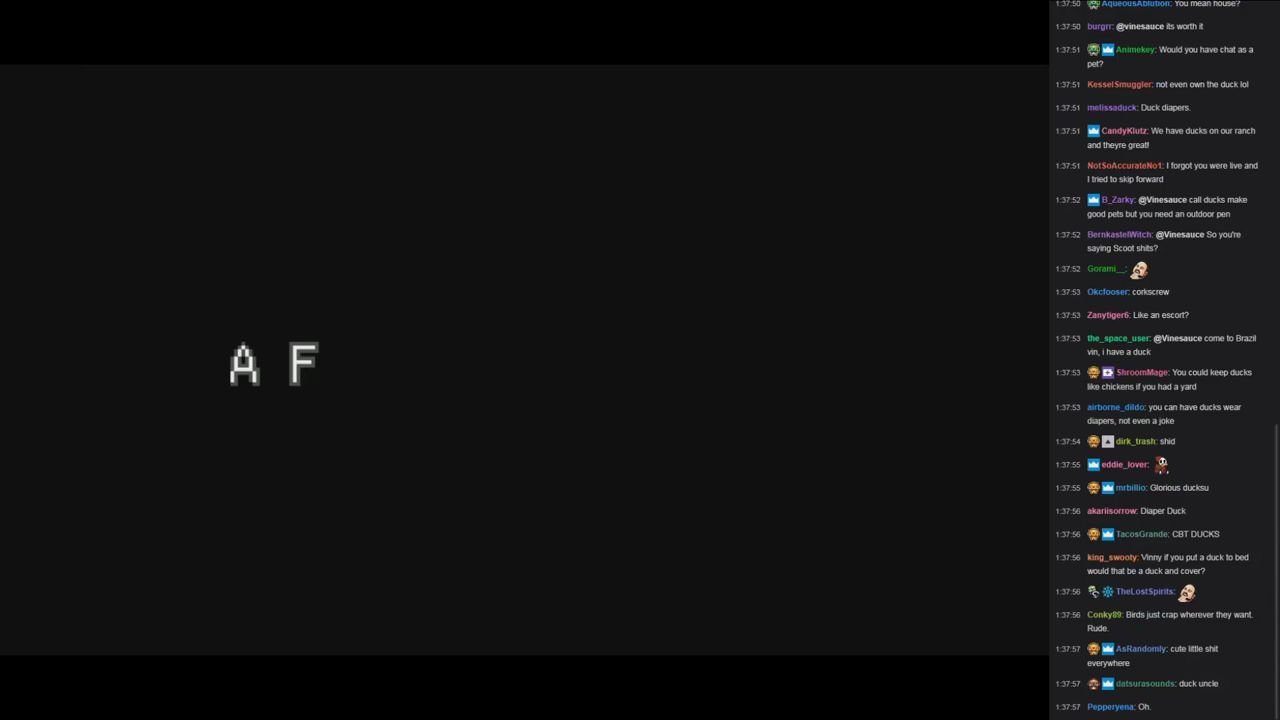 A F
1:37:50 AqueousAblution: You mean house?
1:37:50 burgrr: @vinesauce its worth it
1:37:51 Animekey: Would you have chat as a
pet?
1:37:51 KesselSmuggler: not even own the duck lol
1:37:51 melissaduck: Duck diapers.
1:37:51 CandyKlutz: We have ducks on our ranch
and theyre great!
1:37:51 NotSoAccurateNo1: I forgot you were live and
I tried to skip forward
1:37:52 B_Zarky: @Vinesauce call ducks make
good pets but you need an outdoor pen
1:37:52 BernkastelWitch: @Vinesauce So you're
saying Scoot shits?
1:37:52 Gorami__:
1:37:53 Okcfooser: corkscrew
1:37:53 Zanytiger6: Like an escort?
1:37:53 the_space_user: @Vinesauce come to Brazil
vin, i have a duck
1:37:53 ShroomMage: You could keep ducks
like chickens if you had a yard
1:37:53 airborne_dildo: you can have ducks wear
diapers, not even a joke
1:37:54 dirk_trash: shid
1:37:55 eddie_lover:
1:37:55 mrbillio: Glorious ducksu
1:37:56 akariisorrow: Diaper Duck
1:37:56 TacosGrande: CBT DUCKS
1:37:56 king_swooty: Vinny if you put a duck to bed
would that be a duck and cover?
1:37:56 TheLostSpirits:
1:37:56 Conky89: Birds just crap wherever they want.
Rude.
1:37:57 AsRandomly: cute little shit
everywhere
1:37:57 datsurasounds: duck uncle
1:37:57 Pepperyena: Oh.